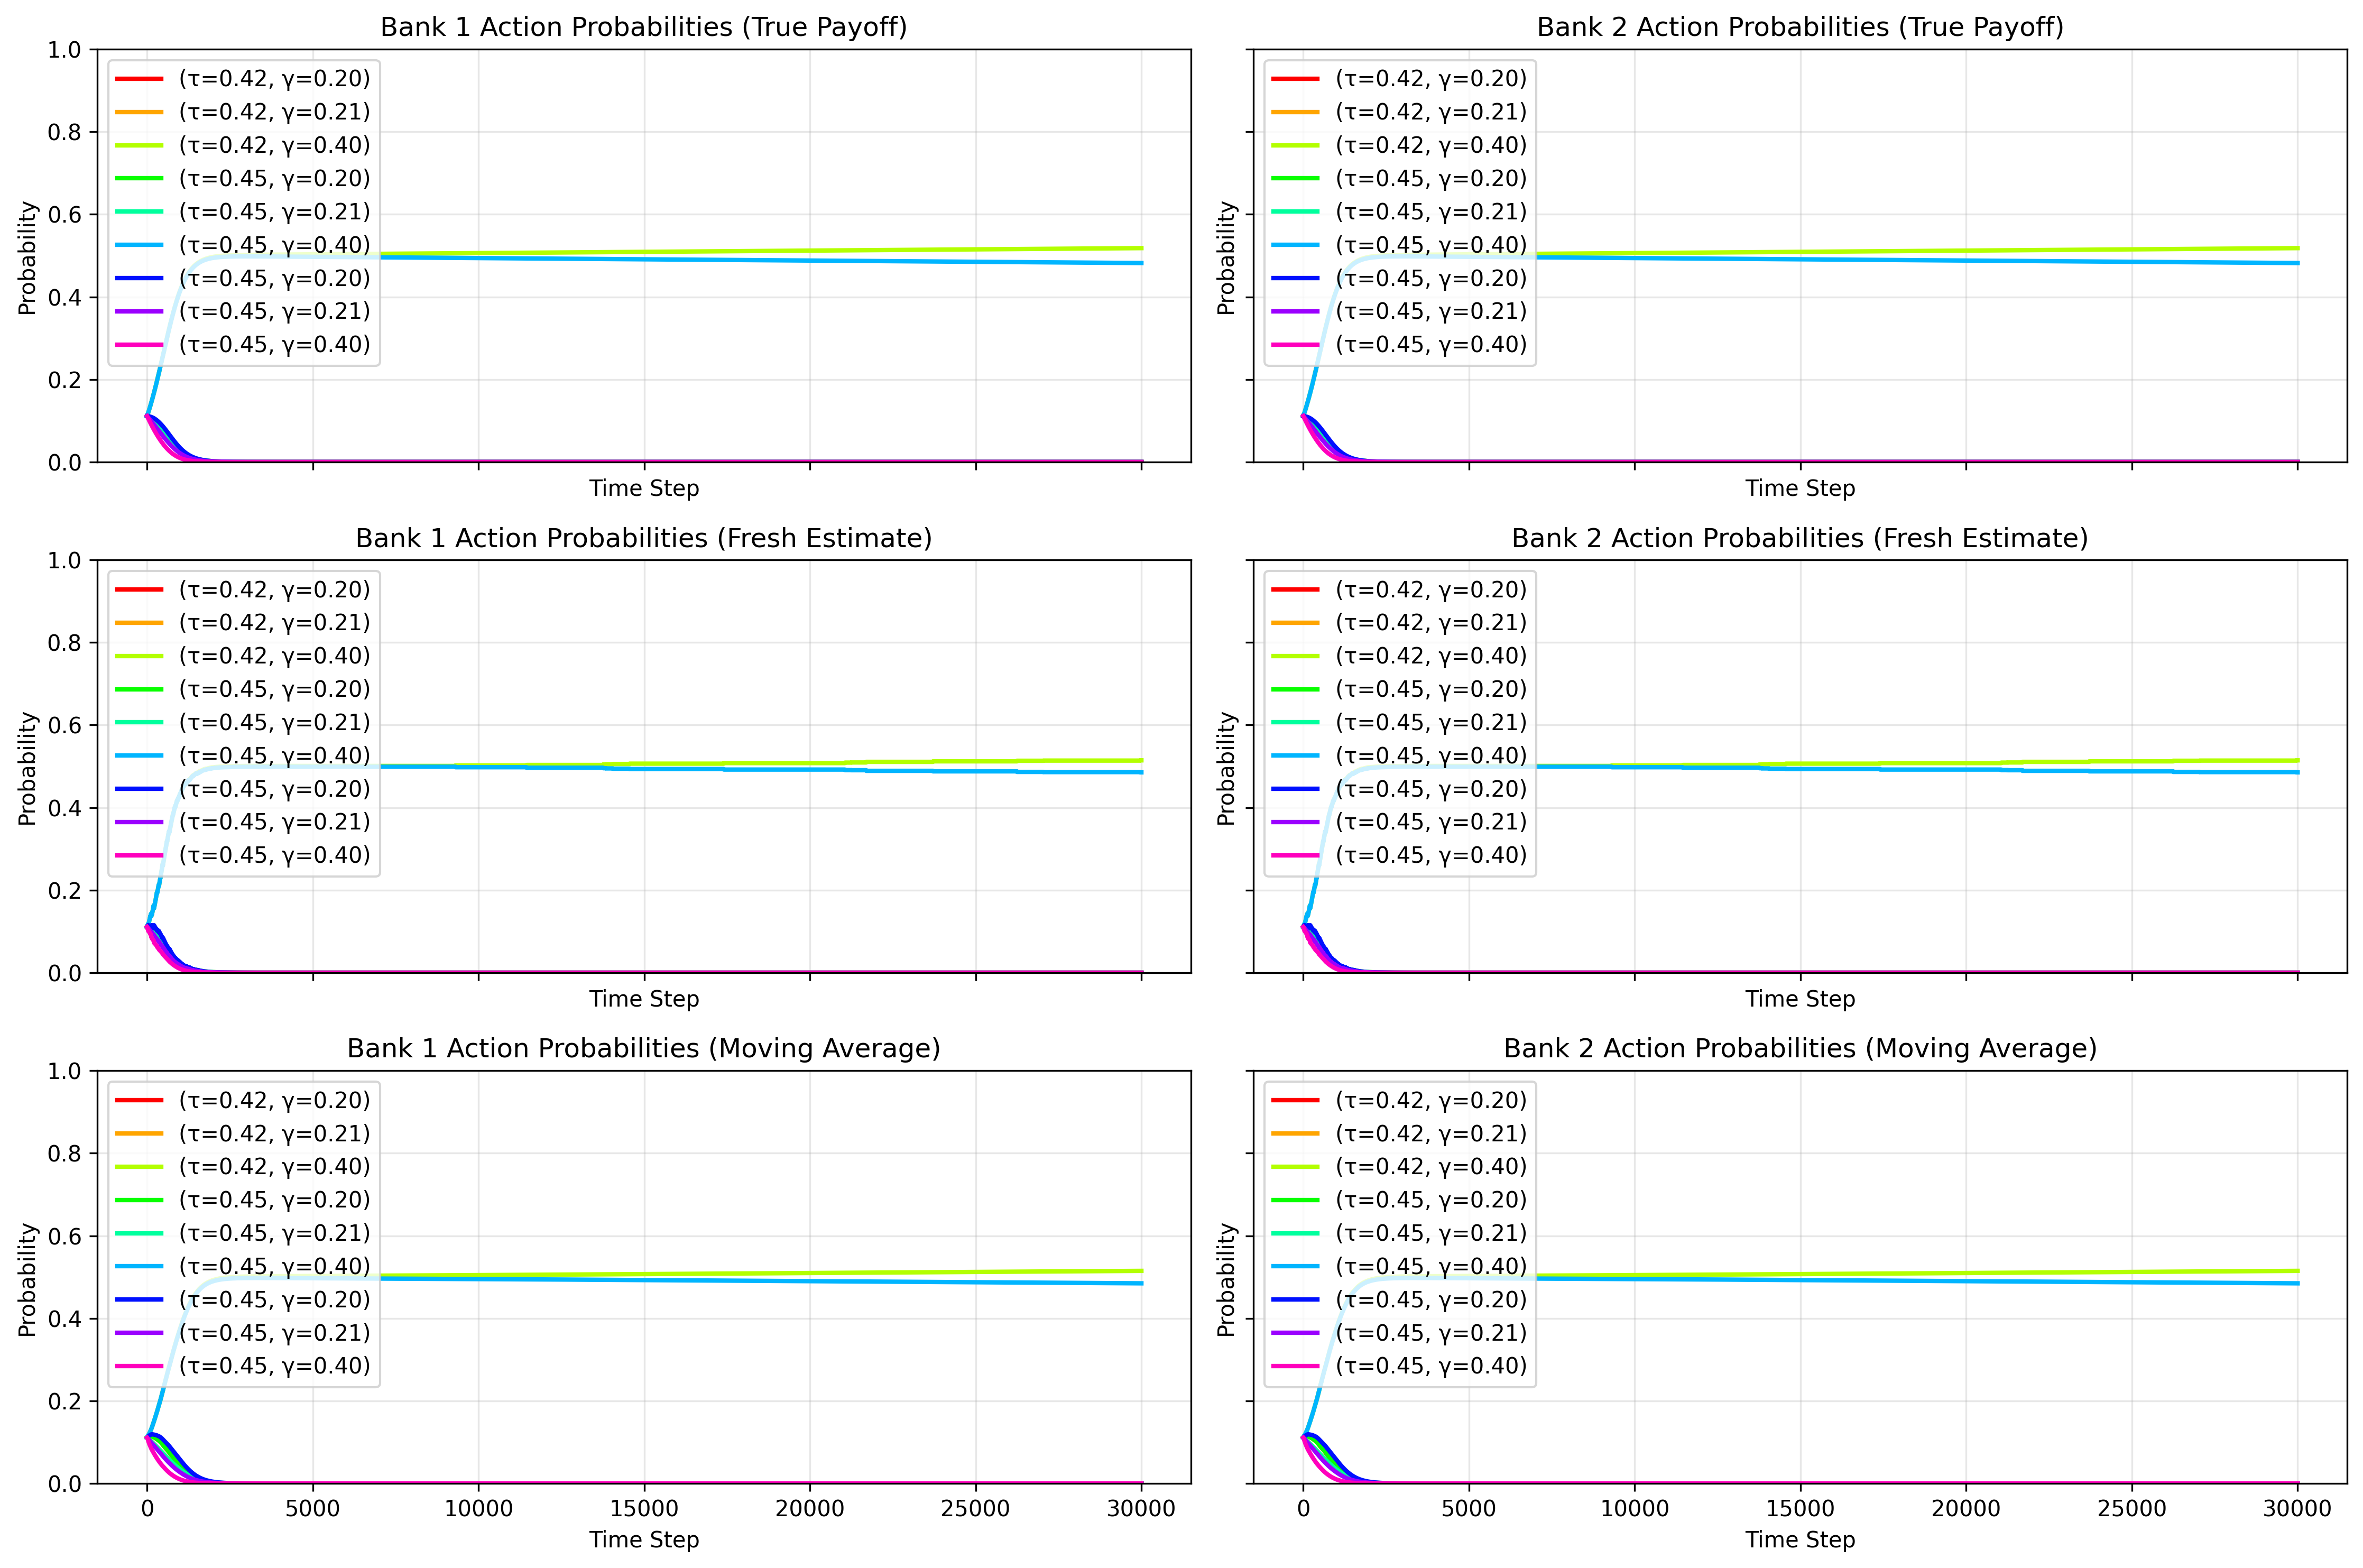 Bank 1 Action Probabilities (True Payoff)
Probability
1.0
0.8
0.6
0.4
0.2
0.0
(τ=0.42, γ=0.20)
(τ=0.42, γ=0.21)
(τ=0.42, γ=0.40)
(τ=0.45, γ=0.20)
(τ=0.45, γ=0.21)
(τ=0.45, γ=0.40)
(τ=0.45, γ=0.20)
(τ=0.45, γ=0.21)
(τ=0.45, γ=0.40)
Time Step
Bank 2 Action Probabilities (True Payoff)
Probability
(τ=0.42, γ=0.20)
(τ=0.42, γ=0.21)
(τ=0.42, γ=0.40)
(τ=0.45, γ=0.20)
(τ=0.45, γ=0.21)
(τ=0.45, γ=0.40)
(τ=0.45, γ=0.20)
(τ=0.45, γ=0.21)
(τ=0.45, γ=0.40)
Time Step
Bank 1 Action Probabilities (Fresh Estimate)
Probability
1.0
0.8
0.6
0.4
0.2
0.0
(τ=0.42, γ=0.20)
(τ=0.42, γ=0.21)
(τ=0.42, γ=0.40)
(τ=0.45, γ=0.20)
(τ=0.45, γ=0.21)
(τ=0.45, γ=0.40)
(τ=0.45, γ=0.20)
(τ=0.45, γ=0.21)
(τ=0.45, γ=0.40)
Time Step
Bank 2 Action Probabilities (Fresh Estimate)
Probability
(τ=0.42, γ=0.20)
(τ=0.42, γ=0.21)
(τ=0.42, γ=0.40)
(τ=0.45, γ=0.20)
(τ=0.45, γ=0.21)
(τ=0.45, γ=0.40)
(τ=0.45, γ=0.20)
(τ=0.45, γ=0.21)
(τ=0.45, γ=0.40)
Time Step
Bank 1 Action Probabilities (Moving Average)
Probability
1.0
0.8
0.6
0.4
0.2
0.0
(τ=0.42, γ=0.20)
(τ=0.42, γ=0.21)
(τ=0.42, γ=0.40)
(τ=0.45, γ=0.20)
(τ=0.45, γ=0.21)
(τ=0.45, γ=0.40)
(τ=0.45, γ=0.20)
(τ=0.45, γ=0.21)
(τ=0.45, γ=0.40)
0 5000 10000 15000 20000 25000 30000
Time Step
Bank 2 Action Probabilities (Moving Average)
Probability
(τ=0.42, γ=0.20)
(τ=0.42, γ=0.21)
(τ=0.42, γ=0.40)
(τ=0.45, γ=0.20)
(τ=0.45, γ=0.21)
(τ=0.45, γ=0.40)
(τ=0.45, γ=0.20)
(τ=0.45, γ=0.21)
(τ=0.45, γ=0.40)
0 5000 10000 15000 20000 25000 30000
Time Step